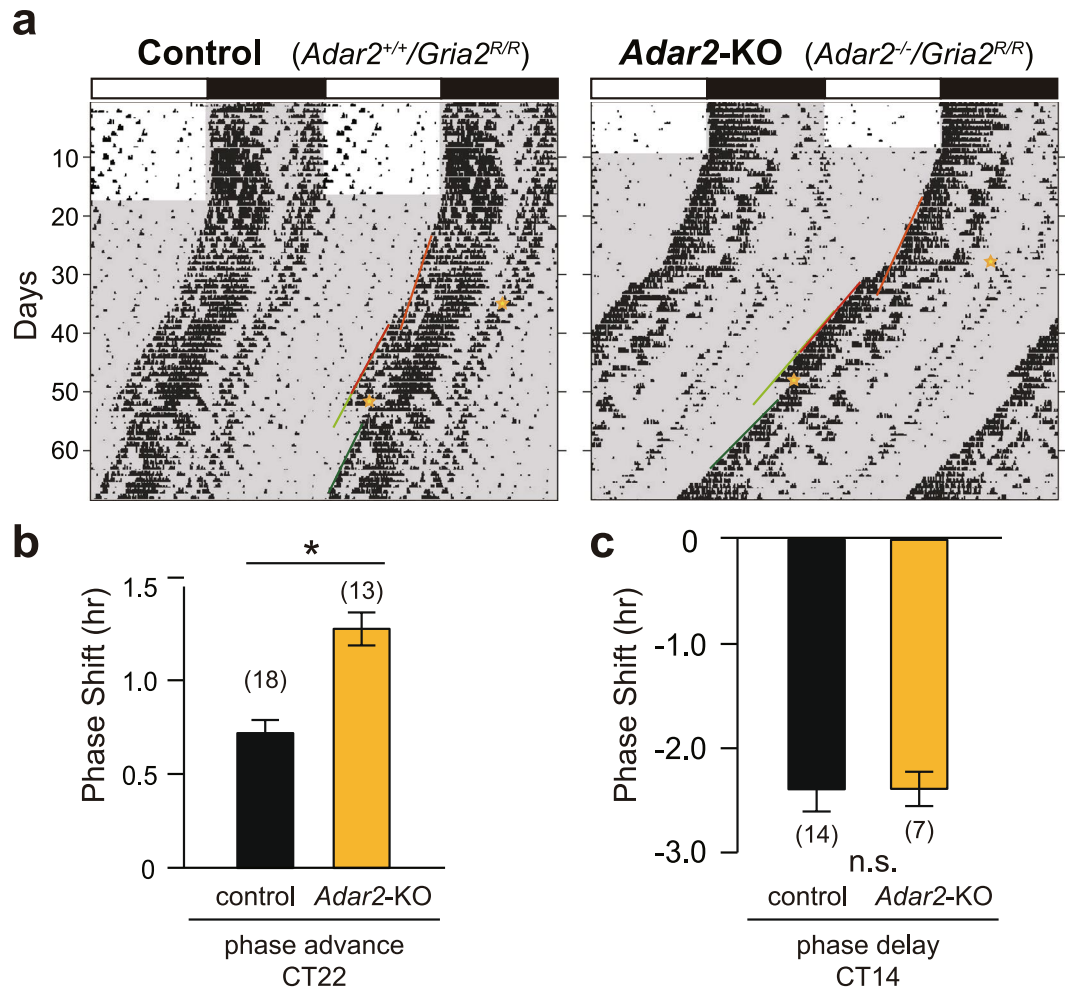 a
Control (Adar2+/+/Gria2R/R)
Adar2-KO (Adar2-/-/Gria2R/R)
Days
10
20
30
40
50
60
b
Phase Shift (hr)
1.5
1.0
0.5
0
*
(18)
(13)
control
Adar2-KO
phase advance
CT22
c
Phase Shift (hr)
0
-1.0
-2.0
-3.0
(14)
(7)
n.s.
control
Adar2-KO
phase delay
CT14